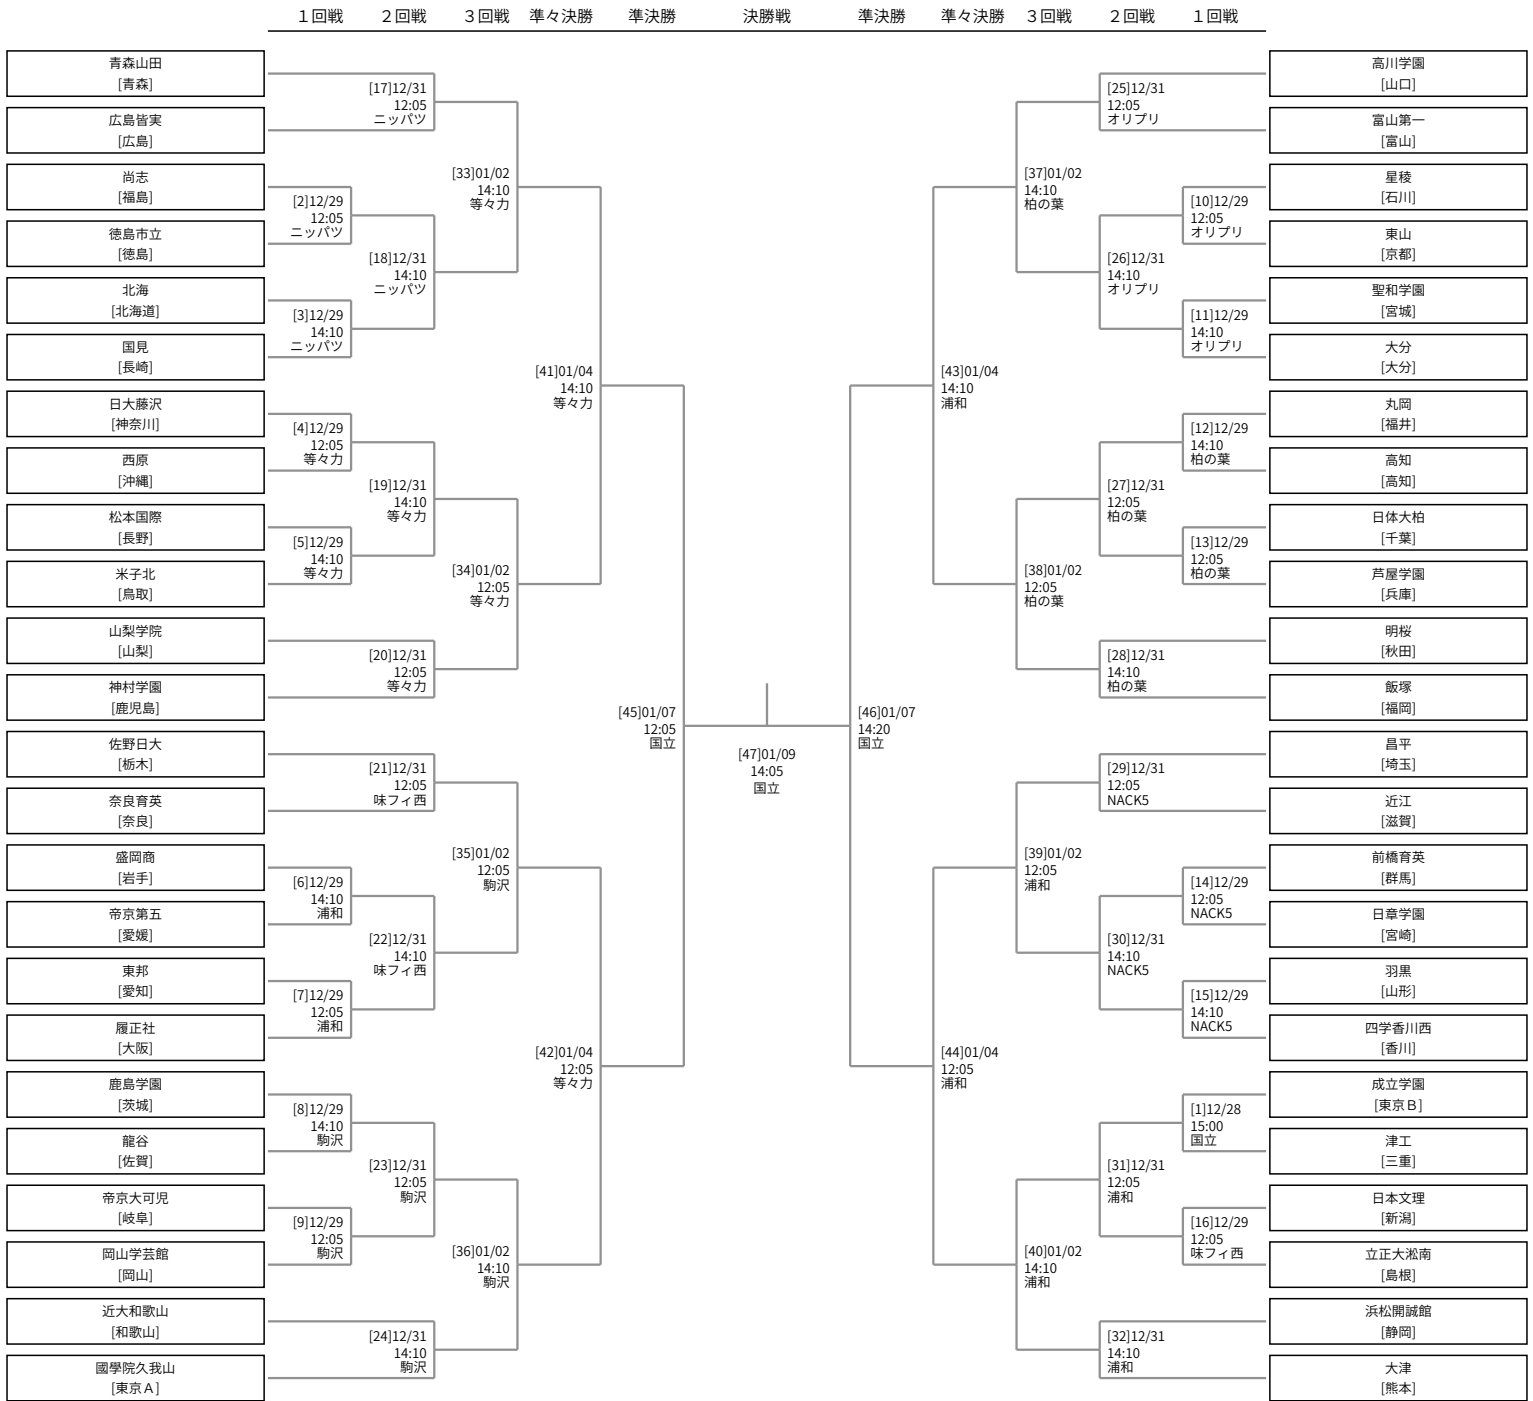 １回戦 ２回戦 ３回戦 準々決勝 準決勝 決勝戦 準決勝 準々決勝 ３回戦 ２回戦 １回戦
青森山田
[青森]
広島皆実
[広島]
尚志
[福島]
徳島市立
[徳島]
北海
[北海道]
国見
[長崎]
日大藤沢
[神奈川]
西原
[沖縄]
松本国際
[長野]
米子北
[鳥取]
山梨学院
[山梨]
神村学園
[鹿児島]
佐野日大
[栃木]
奈良育英
[奈良]
盛岡商
[岩手]
帝京第五
[愛媛]
東邦
[愛知]
履正社
[大阪]
鹿島学園
[茨城]
龍谷
[佐賀]
帝京大可児
[岐阜]
岡山学芸館
[岡山]
近大和歌山
[和歌山]
國學院久我山
[東京Ａ]
[2]12/29
12:05
ニッパツ
[3]12/29
14:10
ニッパツ
[4]12/29
12:05
等々力
[5]12/29
14:10
等々力
[6]12/29
14:10
浦和
[7]12/29
12:05
浦和
[8]12/29
14:10
駒沢
[9]12/29
12:05
駒沢
[17]12/31
12:05
ニッパツ
[18]12/31
14:10
ニッパツ
[19]12/31
14:10
等々力
[20]12/31
12:05
等々力
[21]12/31
12:05
味フィ西
[22]12/31
14:10
味フィ西
[23]12/31
12:05
駒沢
[24]12/31
14:10
駒沢
[33]01/02
14:10
等々力
[34]01/02
12:05
等々力
[35]01/02
12:05
駒沢
[36]01/02
14:10
駒沢
[41]01/04
14:10
等々力
[42]01/04
12:05
等々力
[45]01/07
12:05
国立
[47]01/09
14:05
国立
[46]01/07
14:20
国立
[43]01/04
14:10
浦和
[44]01/04
12:05
浦和
[37]01/02
14:10
柏の葉
[38]01/02
12:05
柏の葉
[39]01/02
12:05
浦和
[40]01/02
14:10
浦和
[25]12/31
12:05
オリプリ
[26]12/31
14:10
オリプリ
[27]12/31
12:05
柏の葉
[28]12/31
14:10
柏の葉
[29]12/31
12:05
NACK5
[30]12/31
14:10
NACK5
[31]12/31
12:05
浦和
[32]12/31
14:10
浦和
[10]12/29
12:05
オリプリ
[11]12/29
14:10
オリプリ
[12]12/29
14:10
柏の葉
[13]12/29
12:05
柏の葉
[14]12/29
12:05
NACK5
[15]12/29
14:10
NACK5
[1]12/28
15:00
国立
[16]12/29
12:05
味フィ西
高川学園
[山口]
富山第一
[富山]
星稜
[石川]
東山
[京都]
聖和学園
[宮城]
大分
[大分]
丸岡
[福井]
高知
[高知]
日体大柏
[千葉]
芦屋学園
[兵庫]
明桜
[秋田]
飯塚
[福岡]
昌平
[埼玉]
近江
[滋賀]
前橋育英
[群馬]
日章学園
[宮崎]
羽黒
[山形]
四学香川西
[香川]
成立学園
[東京Ｂ]
津工
[三重]
日本文理
[新潟]
立正大淞南
[島根]
浜松開誠館
[静岡]
大津
[熊本]